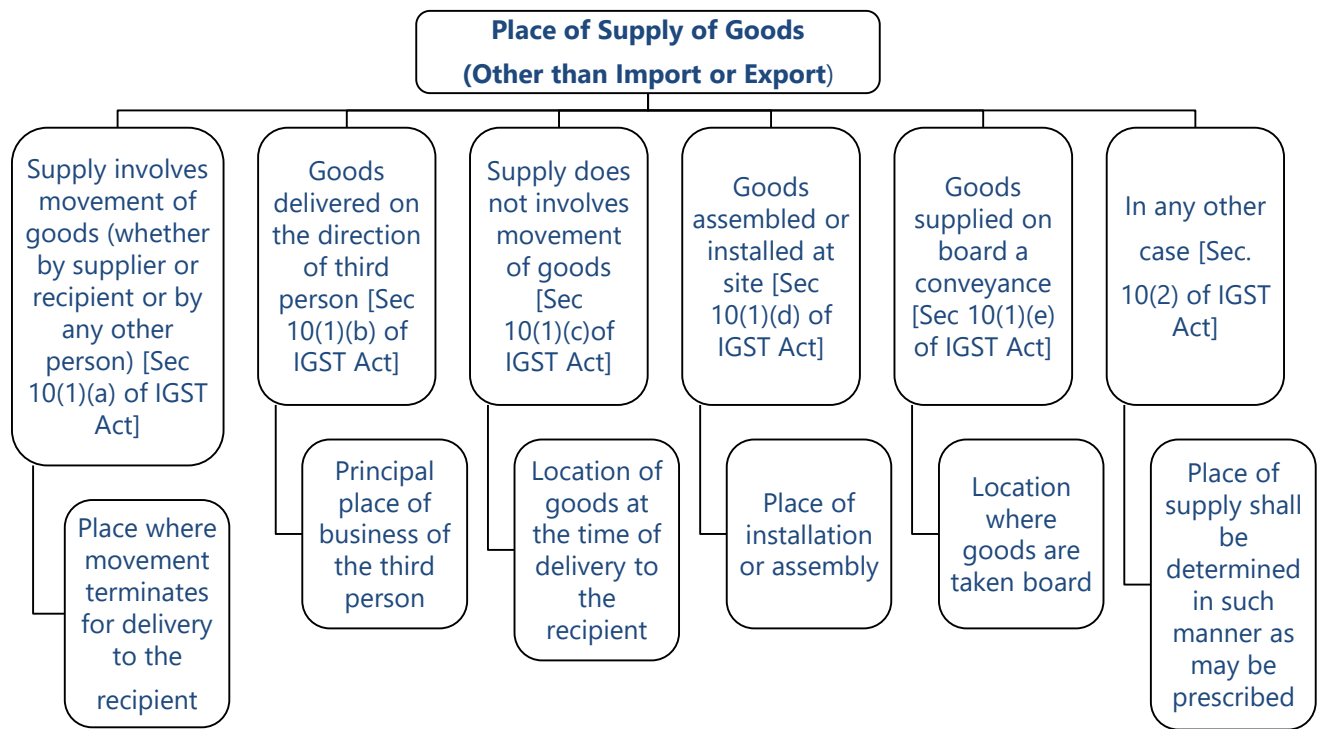 Place of Supply of Goods
(Other than Import or Export)
Supply involves
movement of
goods (whether
by supplier or
recipient or by
any other
person) [Sec
10(1)(a) of IGST
Act]
Place where
movement
terminates
for delivery
to the
recipient
Goods
delivered on
the direction
of third
person [Sec
10(1)(b) of
IGST Act]
Principal
place of
business of
the third
person
Supply does
not involves
movement
of goods
[Sec
10(1)(c)of
IGST Act]
Location of
goods at
the time of
delivery to
the
recipient
Goods
assembled or
installed at
site [Sec
10(1)(d) of
IGST Act]
Place of
installation
or assembly
Goods
supplied on
board a
conveyance
[Sec 10(1)(e)
of IGST Act]
Location
where
goods are
taken board
In any other
case [Sec.
10(2) of IGST
Act]
Place of
supply shall
be
determined
in such
manner as
may be
prescribed